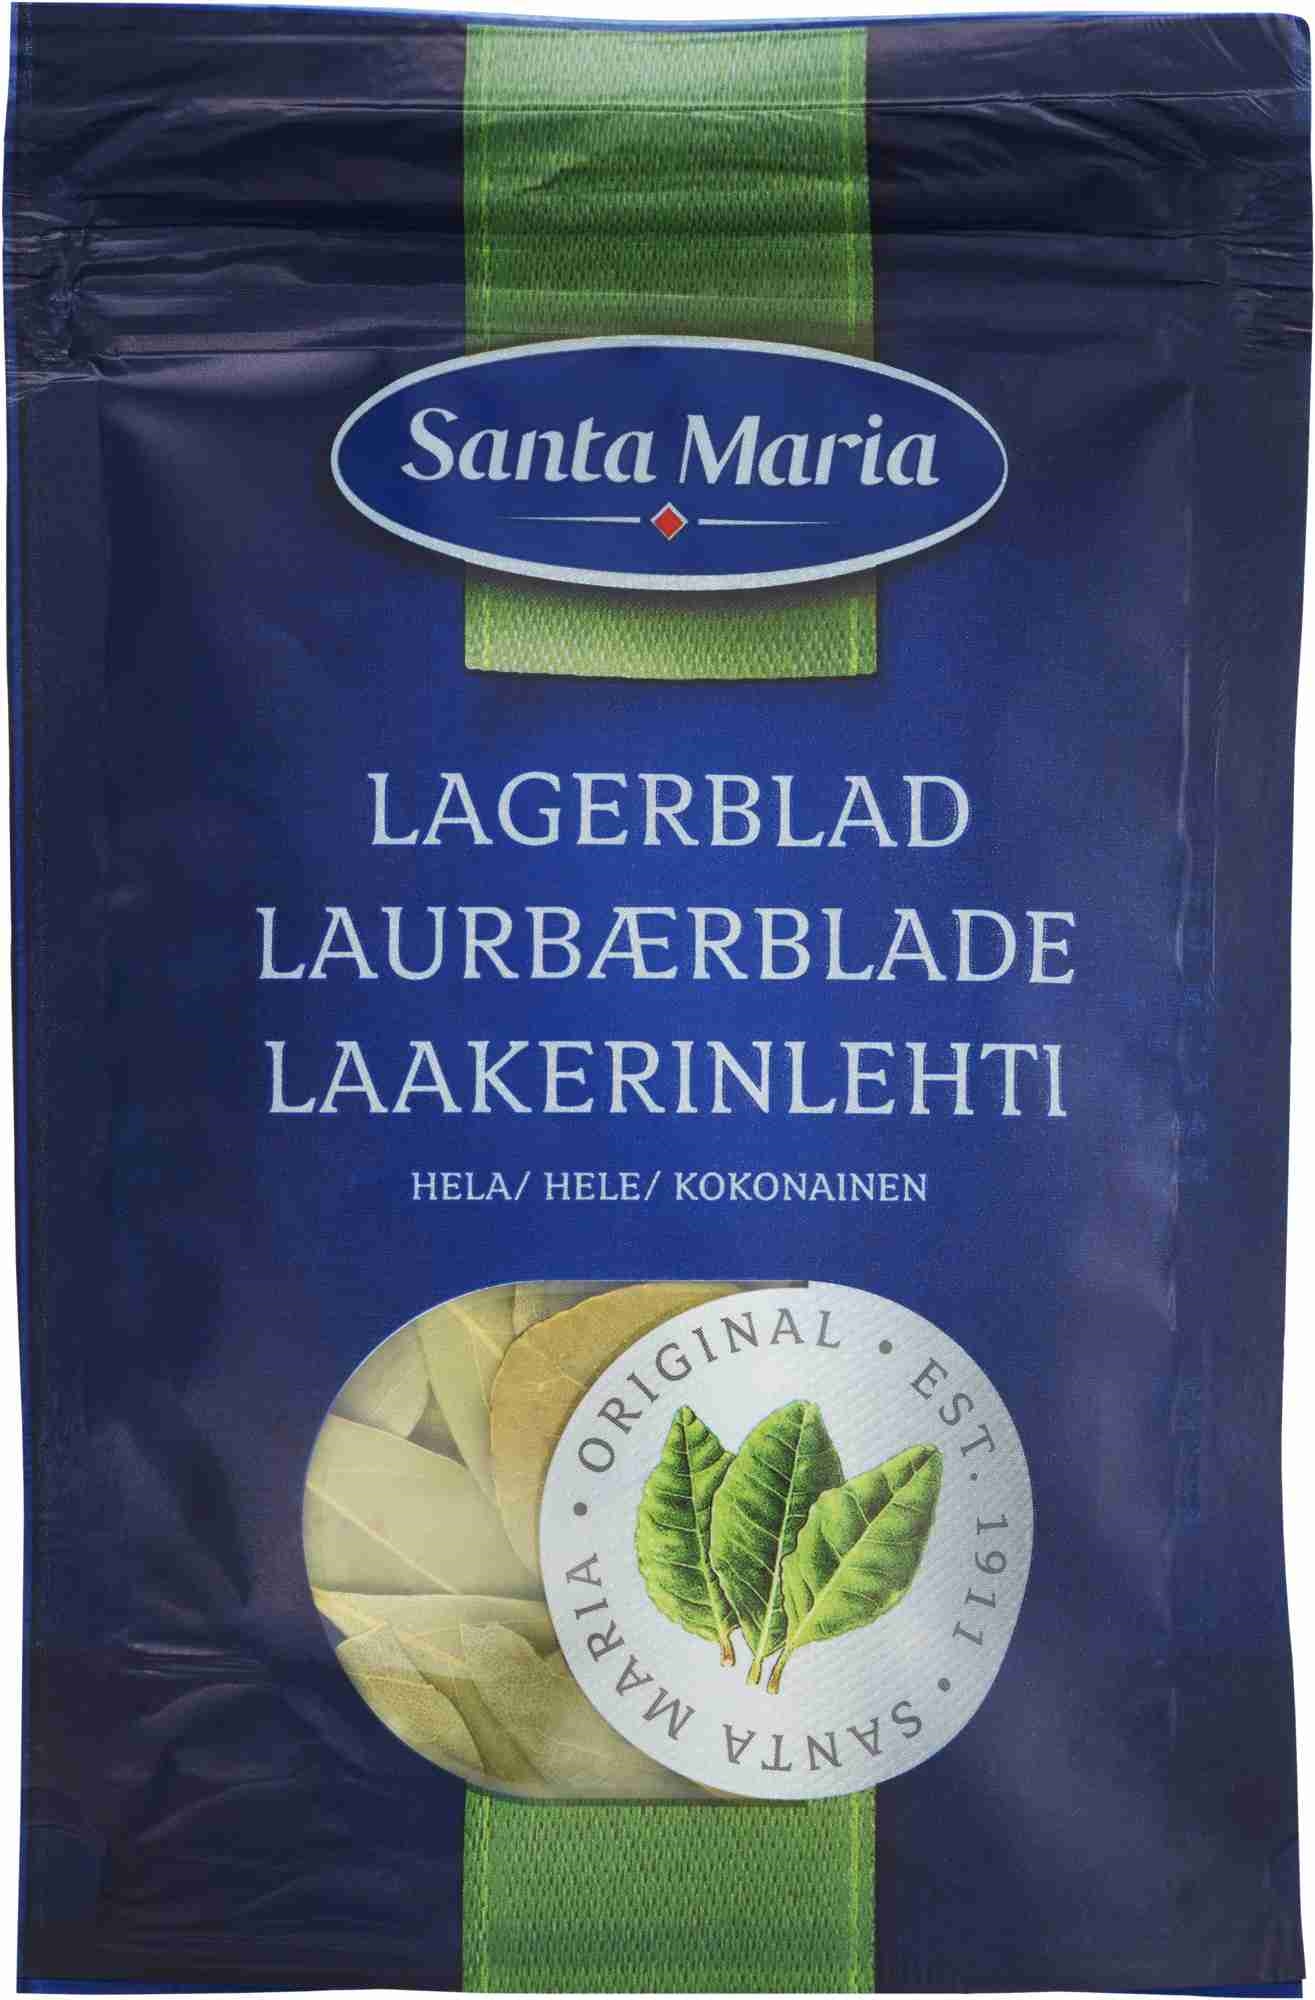 Santa Maria
LAGERBLAD
LAURBÆRBLADE
LAAKERINLEHTI
HELA/ HELE/ KOKONAINEN
ORIGINAL • EST. 1911 • SANTA MARIA •